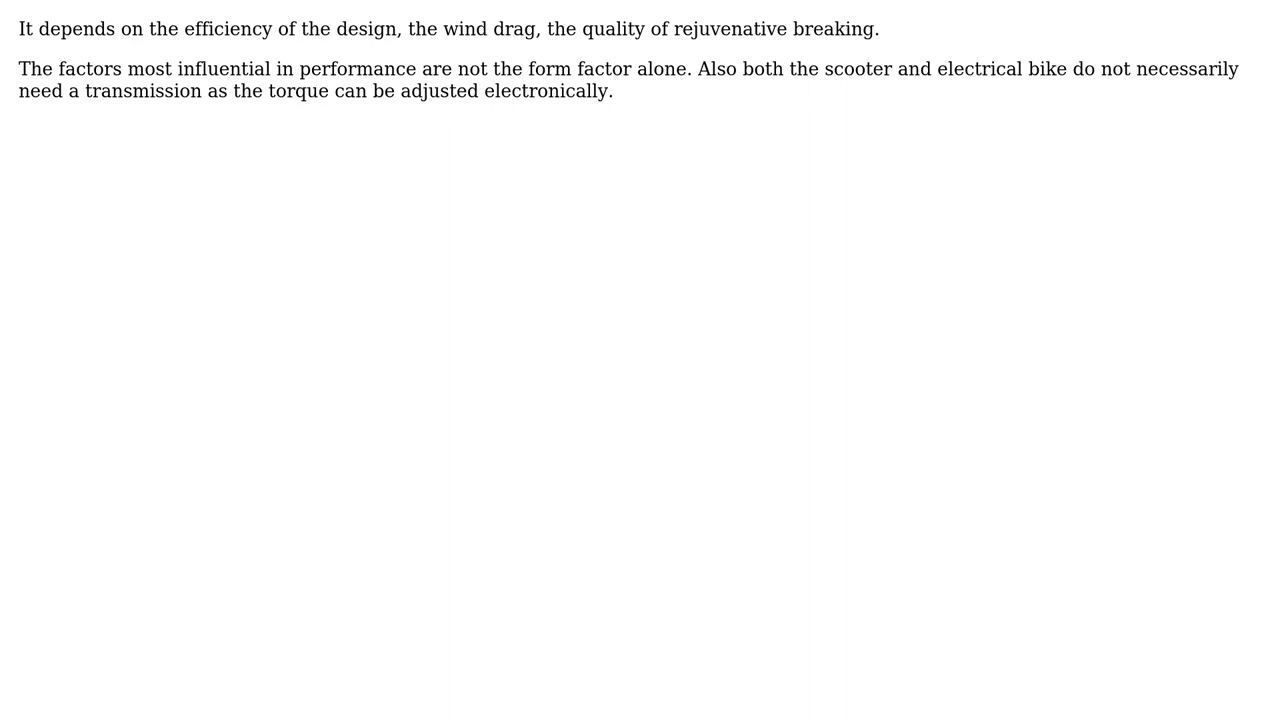 It depends on the efficiency of the design, the wind drag, the quality of rejuvenative breaking.
The factors most influential in performance are not the form factor alone. Also both the scooter and electrical bike do not necessarily
need a transmission as the torque can be adjusted electronically.